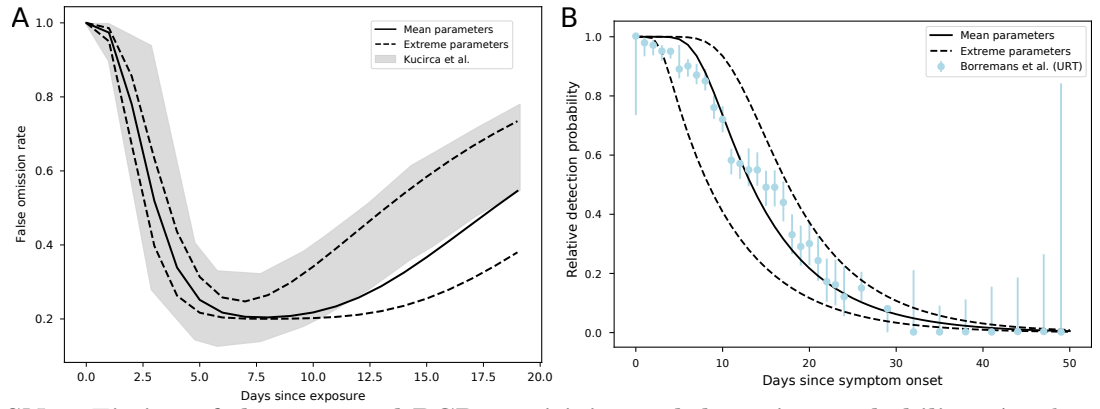 A
Mean parameters
Extreme parameters
Kucirca et al.
1.0
0.8
0.6
0.4
0.2
False omission rate
0.0
2.5
5.0
7.5
10.0
12.5
15.0
17.5
20.0
Days since exposure
B
Mean parameters
Extreme parameters
Borremans et al. (URT)
1.0
0.8
0.6
0.4
0.2
0.0
Relative detection probability
0
10
20
30
40
50
Days since symptom onset